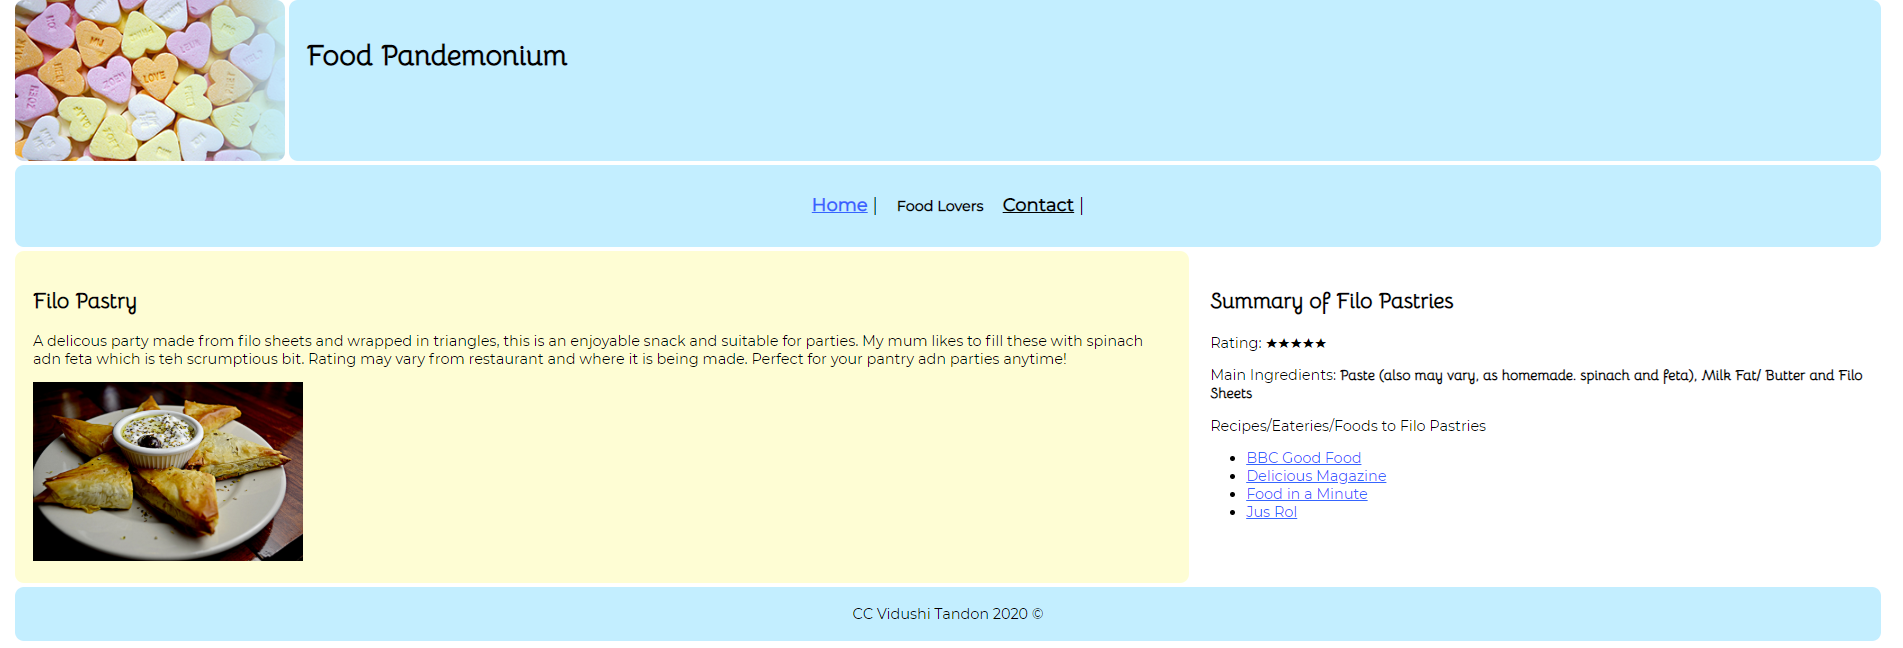 MU
LOVE
ZOEN
ZOEN
Food Pandemonium
Home | Food Lovers Contact |
Filo Pastry
A delicous party made from filo sheets and wrapped in triangles, this is an enjoyable snack and suitable for parties. My mum likes to fill these with spinach
adn feta which is teh scrumptious bit. Rating may vary from restaurant and where it is being made. Perfect for your pantry adn parties anytime!
Summary of Filo Pastries
Rating: ★★★★★
Main Ingredients: Paste (also may vary, as homemade. spinach and feta), Milk Fat/ Butter and Filo
Sheets
Recipes/Eateries/Foods to Filo Pastries
• BBC Good Food
• Delicious Magazine
• Food in a Minute
• Jus Rol
CC Vidushi Tandon 2020 ©